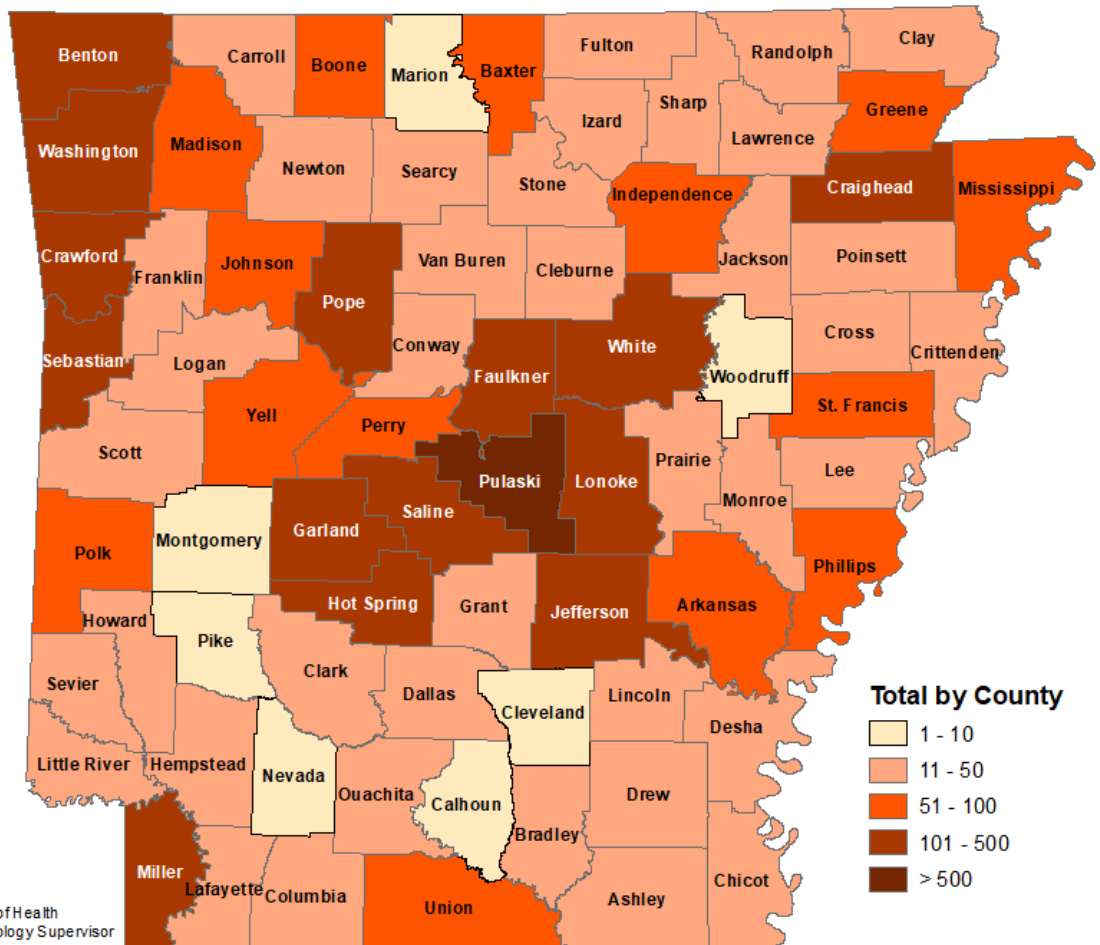 Benton
Carroll
Boone
Marion
Baxter
Fulton
Randolph
Clay
Sharp
Izard
Greene
Lawrence
Washington
Madison
Newton
Searcy
Stone
Independence
Craighead
Mississippi
Crawford
Franklin
Johnson
Pope
Van Buren
Cleburne
Jackson
Poinsett
Sebastian
Logan
Conway
Faulkner
White
Woodruff
Cross
Crittenden
Yell
Perry
St. Francis
Scott
Pulaski
Lonoke
Prairie
Lee
Monroe
Polk
Montgomery
Garland
Saline
Phillips
Howard
Pike
Hot Spring
Grant
Jefferson
Arkansas
Sevier
Clark
Dallas
Cleveland
Lincoln
Desha
Little River
Hempstead
Nevada
Ouachita
Calhoun
Bradley
Drew
Miller
Lafayette
Columbia
Union
Ashley
Chicot
Total by County
1 - 10
11 - 50
51 - 100
101 - 500
> 500
of Health
ology Supervisor